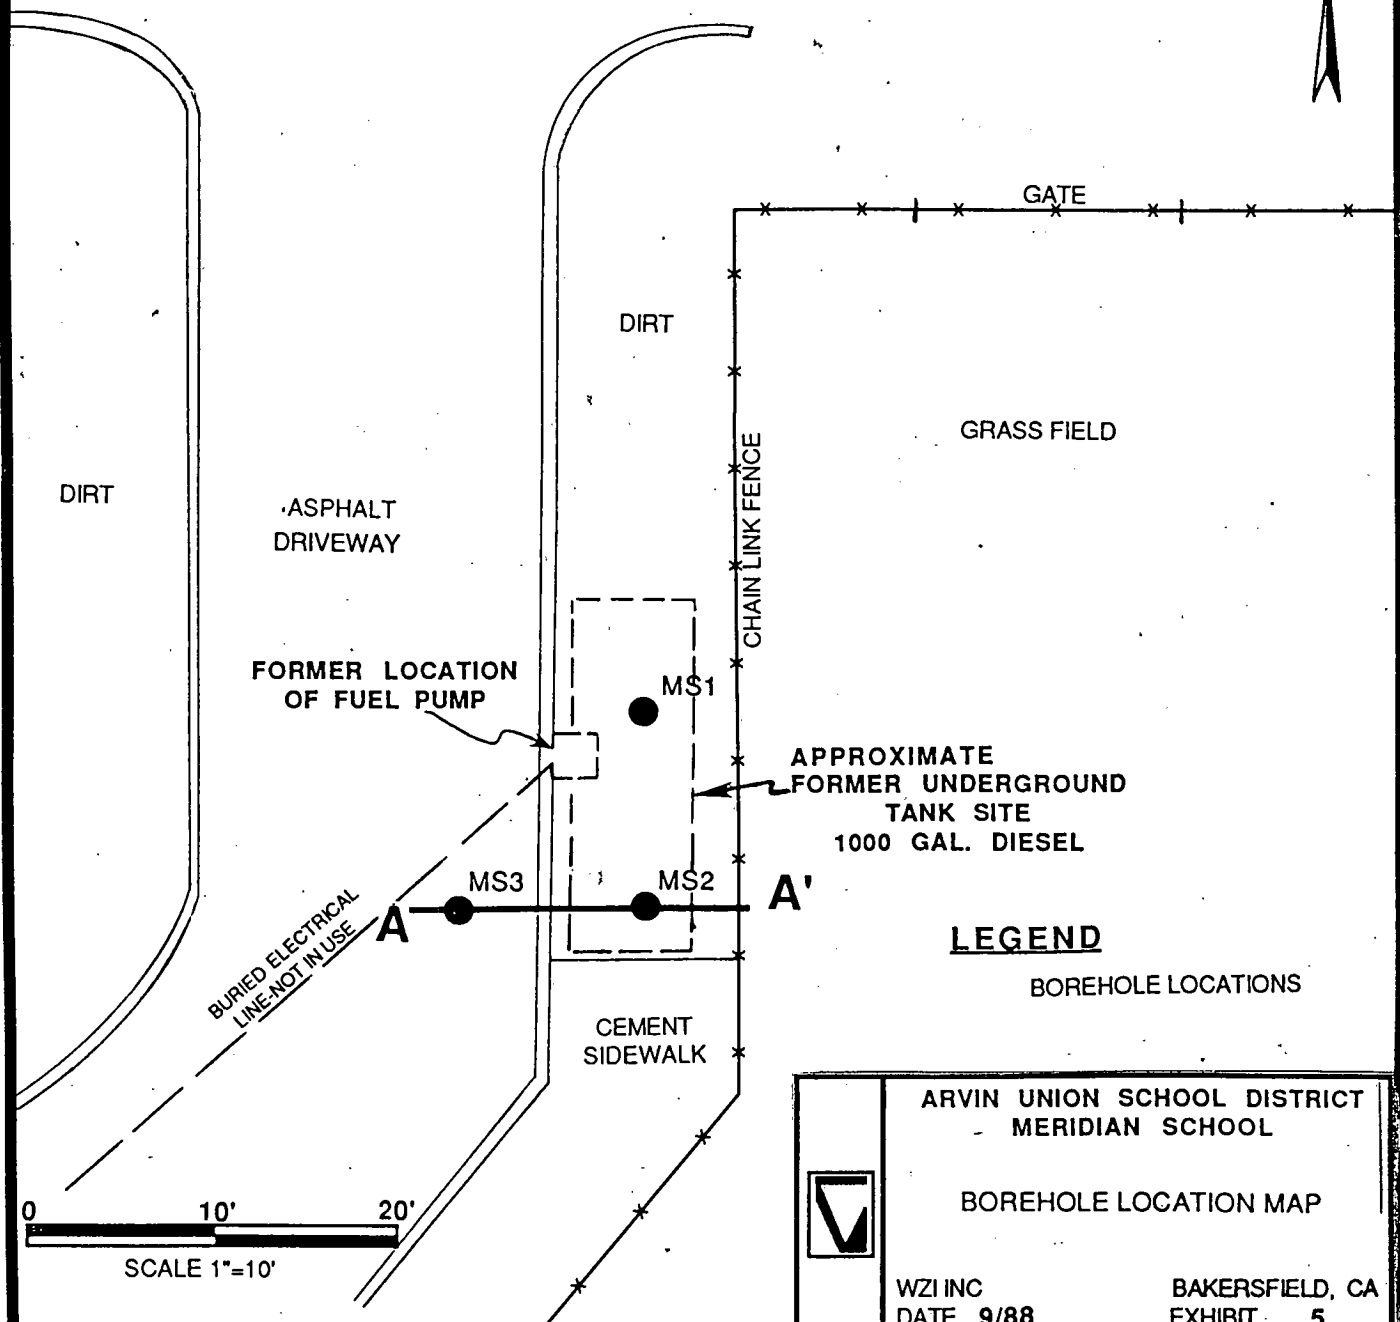 GATE
DIRT
GRASS FIELD
CHAIN LINK FENCE
DIRT
ASPHALT
DRIVEWAY
FORMER LOCATION
OF FUEL PUMP
MS1
APPROXIMATE
FORMER UNDERGROUND
TANK SITE
1000 GAL. DIESEL
MS3
MS2
A
A'
BURIED ELECTRICAL
LINE-NOT IN USE
LEGEND
BOREHOLE LOCATIONS
CEMENT
SIDEWALK
0 10' 20'
SCALE 1"=10'
ARVIN UNION SCHOOL DISTRICT
MERIDIAN SCHOOL
BOREHOLE LOCATION MAP
WZI INC BAKERSFIELD, CA
DATE 9/88 EXHIBIT 5